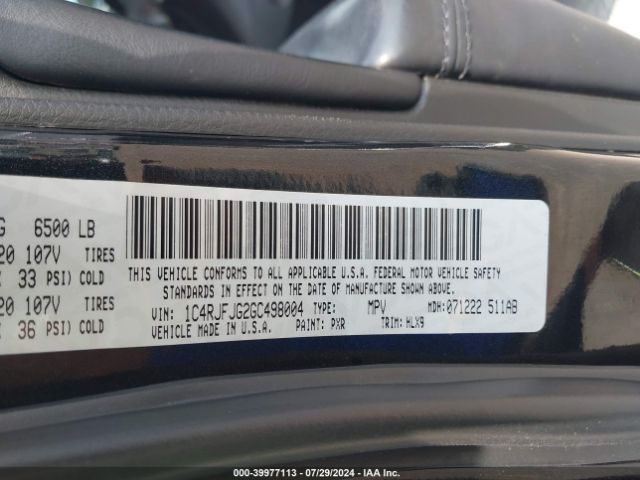 G 6500 LB
20 107V TIRES
33 PSI) COLD
20 107V TIRES
36 PSI) COLD
THIS VEHICLE CONFORMS TO ALL APPLICABLE U.S.A. FEDERAL MOTOR VEHICLE SAFETY
STANDARDS IN EFFECT ON THE DATE OF MANUFACTURE SHOWN ABOVE.
VIN: 1C4RJFJG2GC498004 TYPE: MPV MDH: 071222 511AB
VEHICLE MADE IN U.S.A. PAINT: PXR TRIM: HLX9
000-39977113 - 07/29/2024 - IAA Inc.